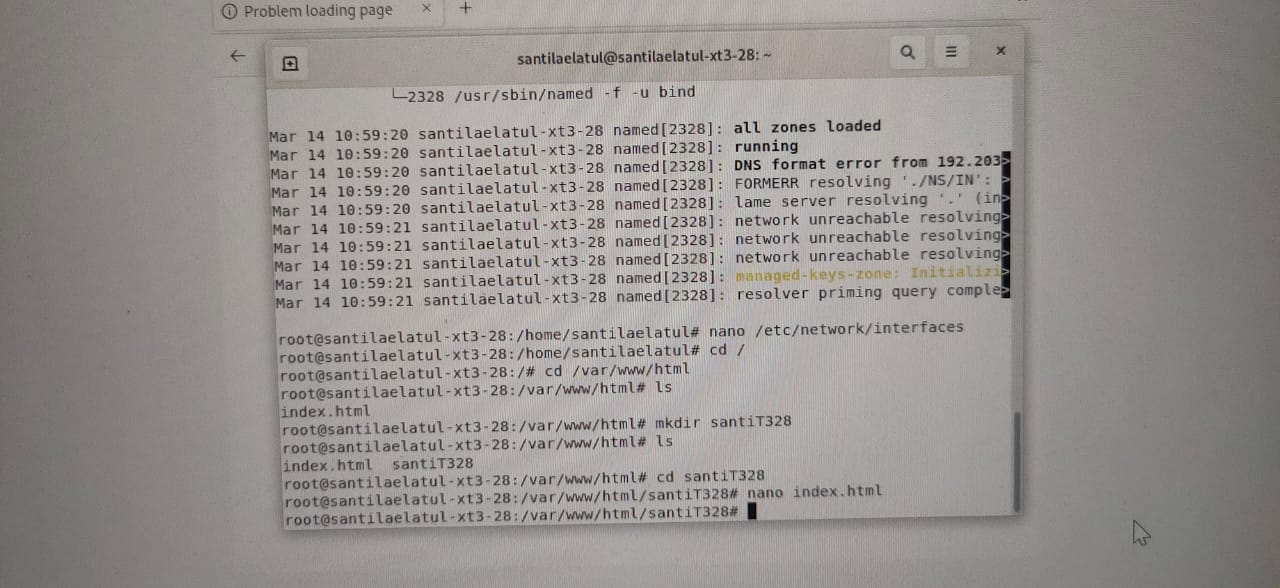 Problem loading page
santilaelatul@santilaelatul-xt3-28: ~
└─2328 /usr/sbin/named -f -u bind
Mar 14 10:59:20 santilaelatul-xt3-28 named[2328]: all zones loaded
Mar 14 10:59:20 santilaelatul-xt3-28 named[2328]: running
Mar 14 10:59:20 santilaelatul-xt3-28 named[2328]: DNS format error from 192.203>
Mar 14 10:59:20 santilaelatul-xt3-28 named[2328]: FORMERR resolving './NS/IN': >
Mar 14 10:59:20 santilaelatul-xt3-28 named[2328]: lame server resolving '.' (in>
Mar 14 10:59:21 santilaelatul-xt3-28 named[2328]: network unreachable resolving>
Mar 14 10:59:21 santilaelatul-xt3-28 named[2328]: network unreachable resolving>
Mar 14 10:59:21 santilaelatul-xt3-28 named[2328]: network unreachable resolving>
Mar 14 10:59:21 santilaelatul-xt3-28 named[2328]: managed-keys-zone: Initializi>
Mar 14 10:59:21 santilaelatul-xt3-28 named[2328]: resolver priming query comple>
root@santilaelatul-xt3-28:/home/santilaelatul# nano /etc/network/interfaces
root@santilaelatul-xt3-28:/home/santilaelatul# cd /
root@santilaelatul-xt3-28:/# cd /var/www/html
root@santilaelatul-xt3-28:/var/www/html# ls
index.html
root@santilaelatul-xt3-28:/var/www/html# mkdir santiT328
root@santilaelatul-xt3-28:/var/www/html# ls
index.html  santiT328
root@santilaelatul-xt3-28:/var/www/html# cd santiT328
root@santilaelatul-xt3-28:/var/www/html/santiT328# nano index.html
root@santilaelatul-xt3-28:/var/www/html/santiT328#